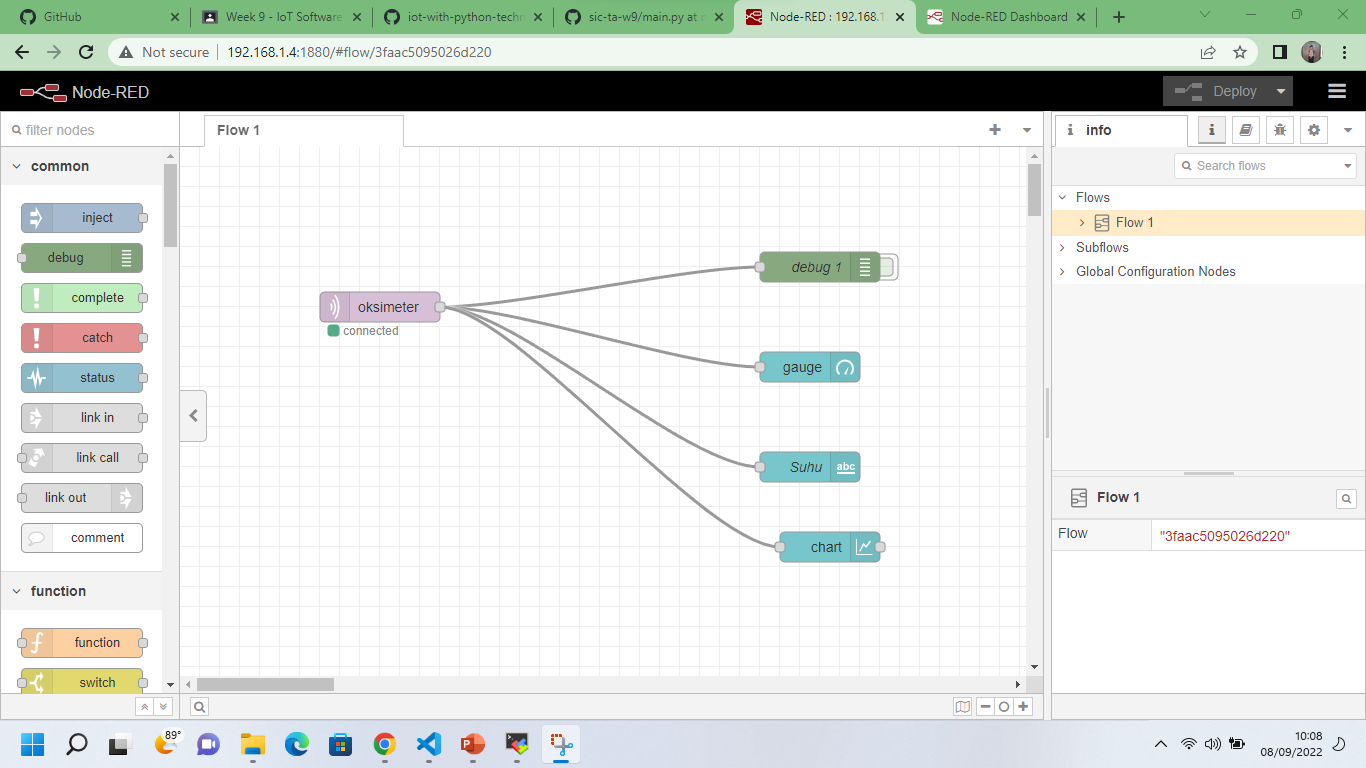 GitHub
Week 9 - IoT Software
iot-with-python-techn
sic-ta-w9/main.py at m
Node-RED : 192.168.1.
Node-RED Dashboard
Not secure
192.168.1.4:1880/#flow/3faac5095026d220
Node-RED
Deploy
filter nodes
Flow 1
info
common
Search flows
inject
Flows
debug
Flow 1
complete
Subflows
catch
Global Configuration Nodes
status
link in
link call
link out
comment
function
function
switch
debug 1
oksimeter
connected
gauge
Suhu
abc
chart
Flow 1
Flow
"3faac5095026d220"
89°
10:08
08/09/2022